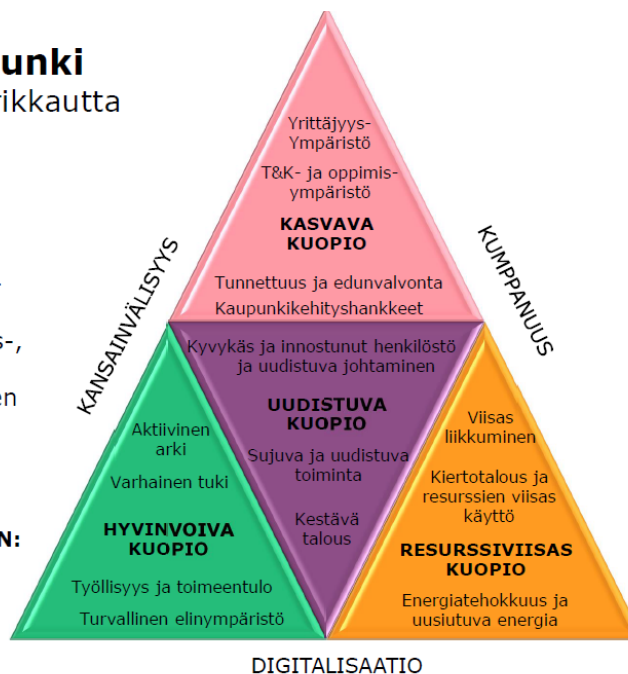 unki
rikkautta
s-,
en
N:
Yrittäjyys-
Ympäristö
T&K- ja oppimis-
ympäristö
KASVAVA
KUOPIO
Tunnettuus ja edunvalvonta
Kaupunkikehityshankkeet
KANSAINVÄLISYYS
KUMPPANUUS
Kyvykäs ja innostunut henkilöstö
ja uudistuva johtaminen
UUDISTUVA
KUOPIO
Sujuva ja uudistuva
toiminta
Kestävä
talous
Aktiivinen
arki
Varhainen tuki
HYVINVOIVA
KUOPIO
Työllisyys ja toimeentulo
Turvallinen elinympäristö
Viisas
liikkuminen
Kiertotalous ja
resurssien viisas
käyttö
RESURSSIVIISAS
KUOPIO
Energiatehokkuus ja
uusiutuva energia
DIGITALISAATIO